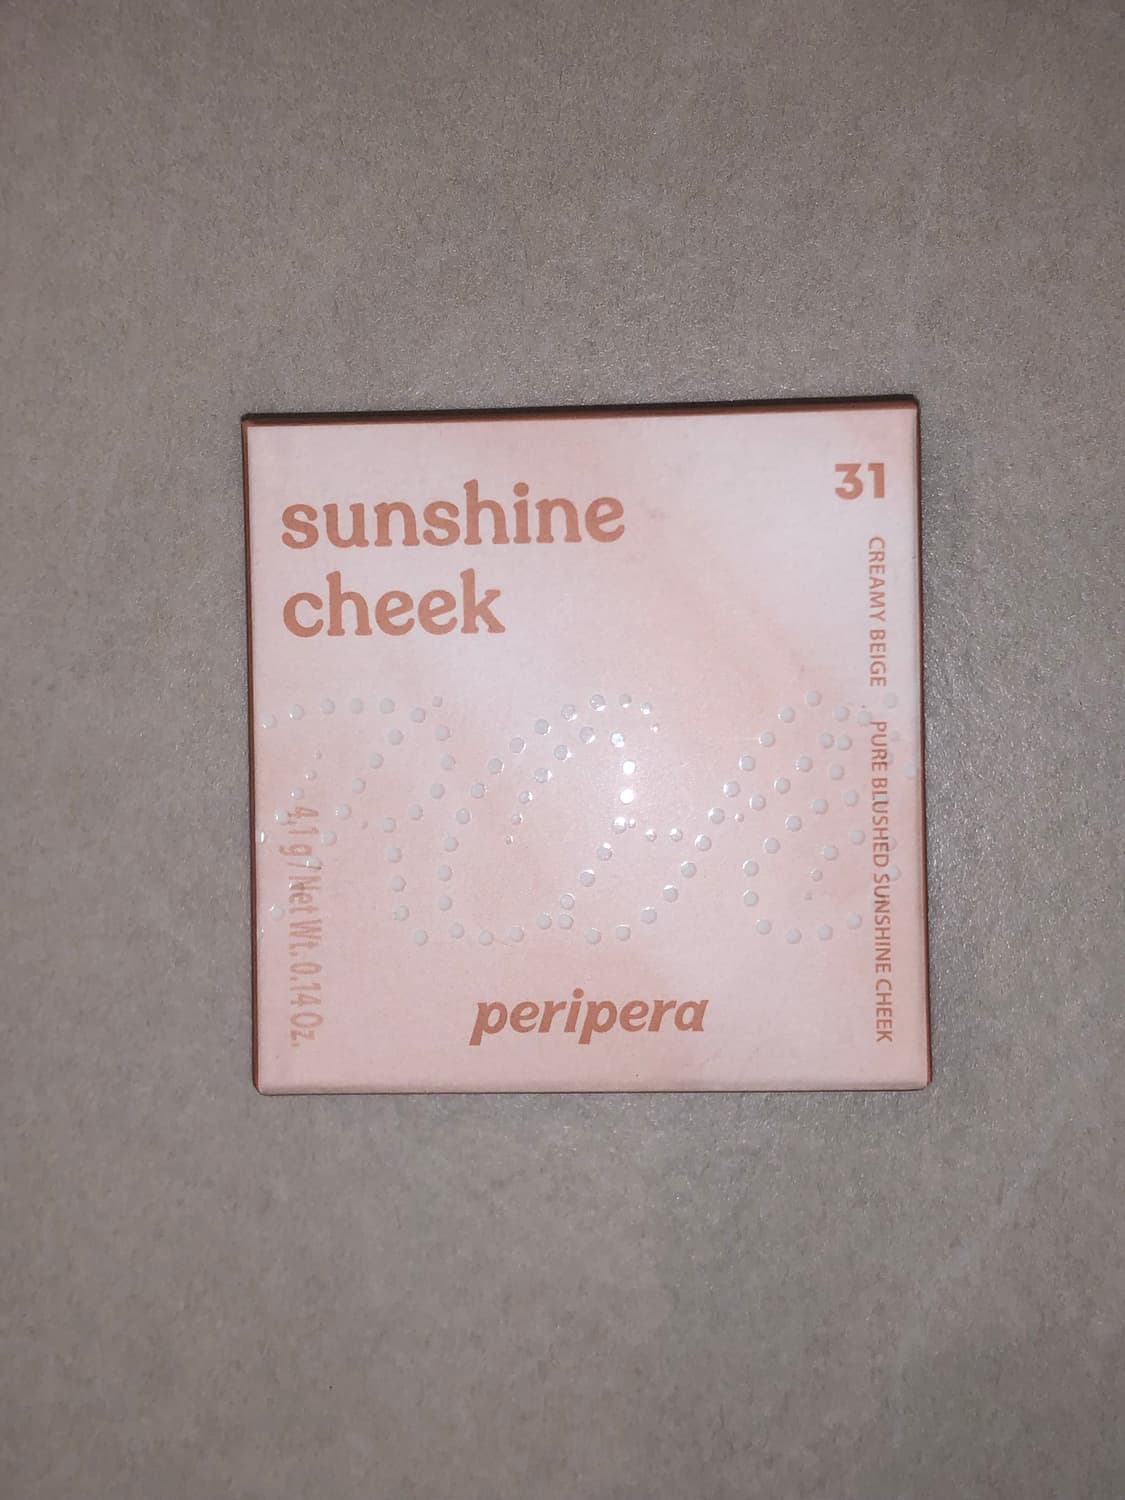 sunshine
cheek
31
CREAMY BEIGE PURE BLUSHED SUNSHINE CHEEK
4.1 g / Net Wt. 0.14 Oz.
peripera